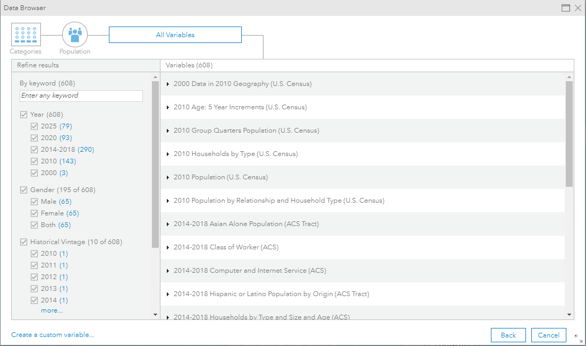 Data Browser
Categories
Population
All Variables
Refine results
By keyword (608)
Enter any keyword
Year (608)
2025 (79)
2020 (93)
2014-2018 (290)
2010 (143)
2000 (3)
Gender (195 of 608)
Male (65)
Female (65)
Both (65)
Historical Vintage (10 of 608)
2010 (1)
2011 (1)
2012 (1)
2013 (1)
2014 (1)
more...
Variables (608)
2000 Data in 2010 Geography (U.S. Census)
2010 Age: 5 Year Increments (U.S. Census)
2010 Group Quarters Population (U.S. Census)
2010 Households by Type (U.S. Census)
2010 Population (U.S. Census)
2010 Population by Relationship and Household Type (U.S. Census)
2014-2018 Asian Alone Population (ACS Tract)
2014-2018 Class of Worker (ACS)
2014-2018 Computer and Internet Service (ACS)
2014-2018 Hispanic or Latino Population by Origin (ACS Tract)
2014-2018 Households by Type and Size and Age (ACS)
Create a custom variable...
Back
Cancel